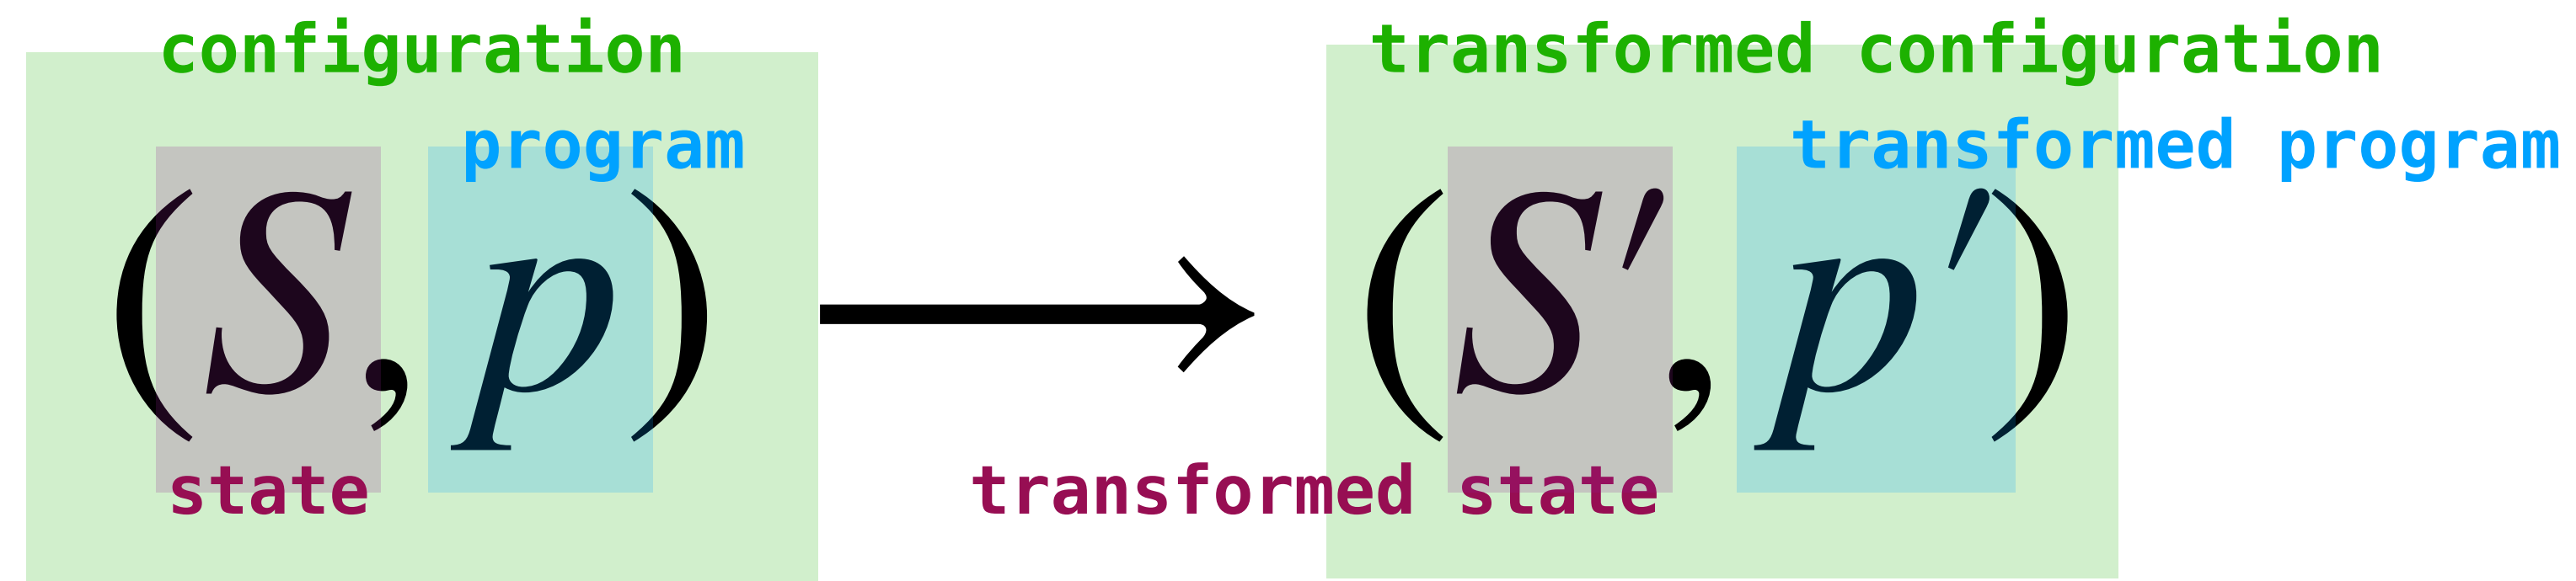 configuration
program
(S, p)
state
transformed configuration
transformed program
(S′, p′)
transformed state